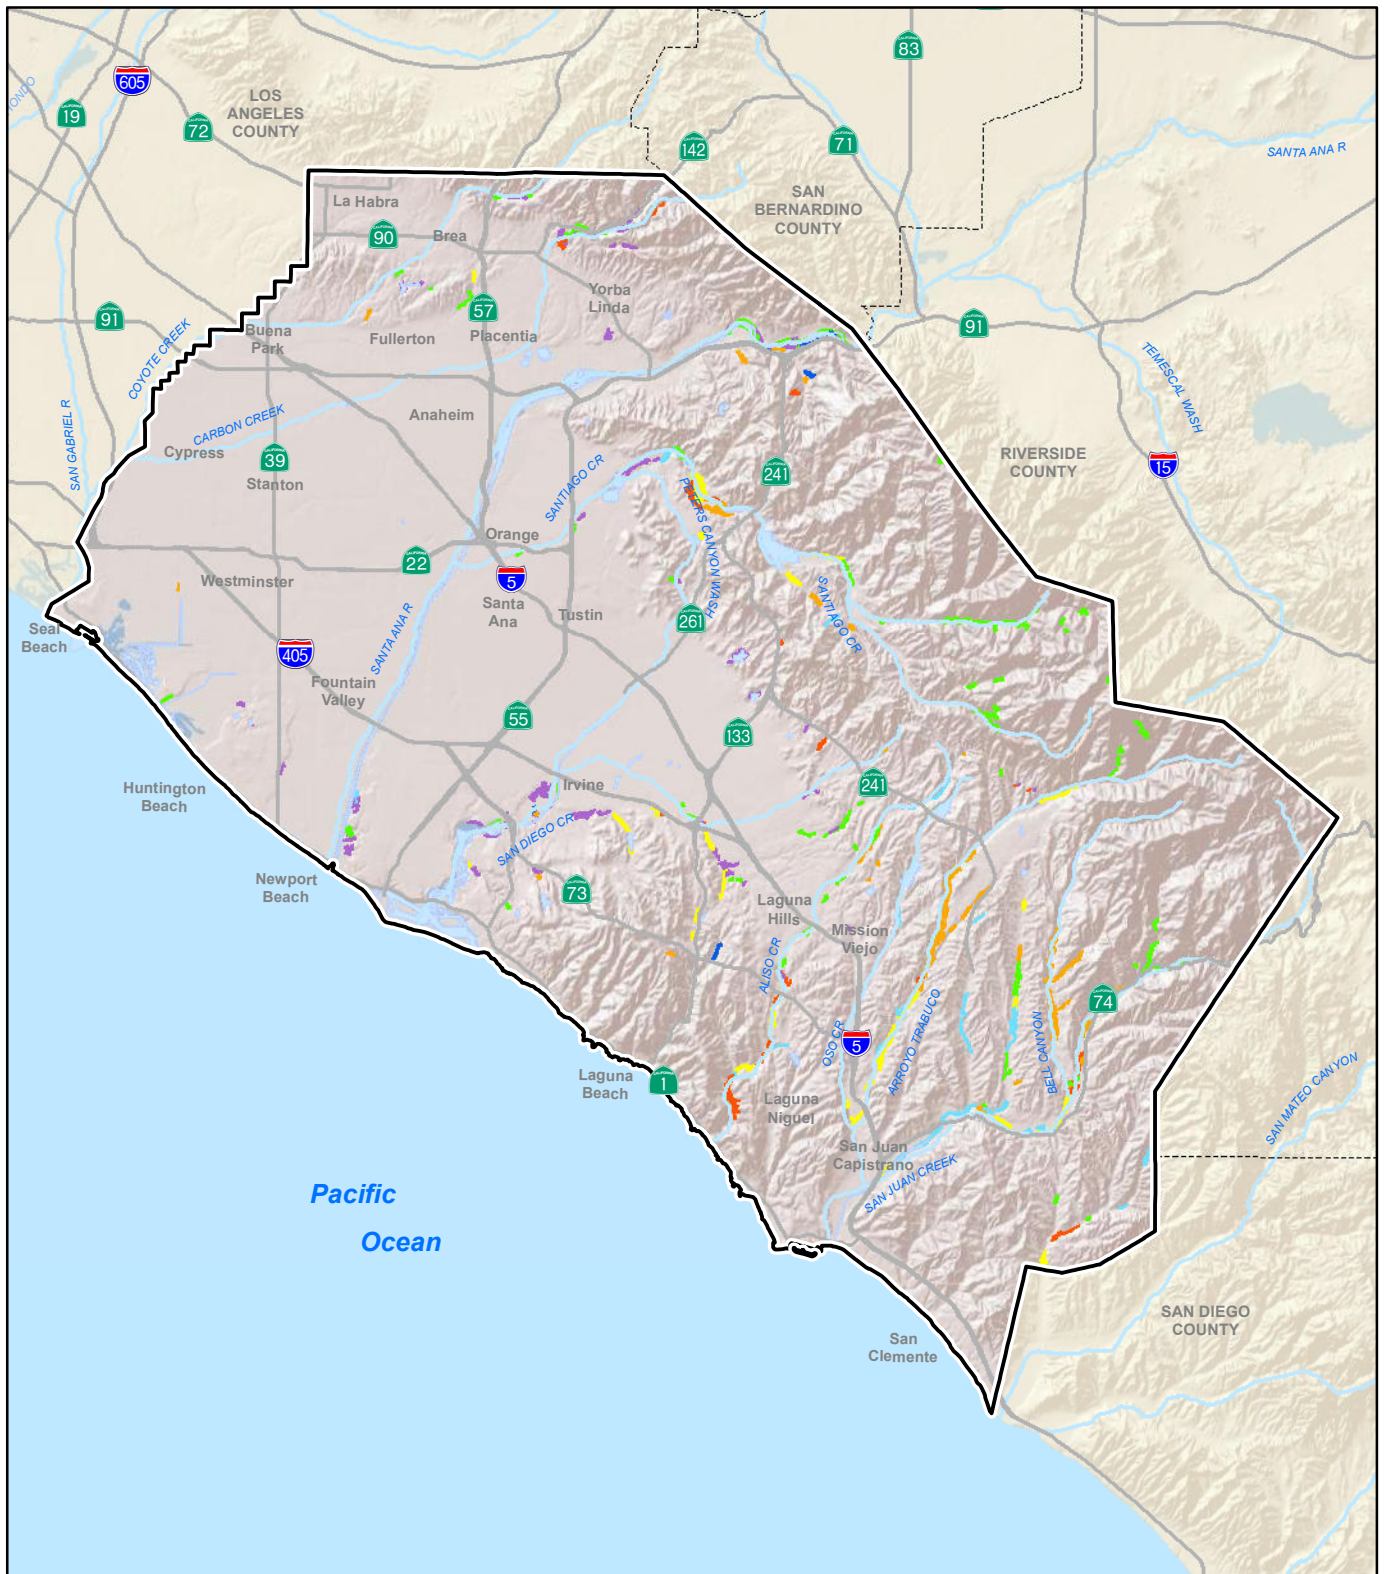 83
605
LOS
ANGELES
COUNTY
19
72
142
71
SANTA ANA R
SAN
BERNARDINO
COUNTY
La Habra
90
Brea
Yorba
Linda
91
57
91
Buena
Park
Fullerton
Placentia
COYOTE CREEK
TEMESCAL WASH
SAN GABRIEL R
CARBON CREEK
Anaheim
Cypress
39
Stanton
SANTIAGO CR
241
RIVERSIDE
COUNTY
15
PETERS CANYON WASH
Orange
22
5
Westminster
Santa
Ana
Tustin
261
SANTIAGO CR
S
Seal
Beach
SANTA ANA R
405
Fountain
Valley
55
133
Huntington
Beach
Irvine
241
SAN DIEGO CR
Newport
Beach
73
Laguna
Hills
Mission
Viejo
ALISO CR
74
OSO CR
5
ARROYO TRABUCO
BELL CANYON
Laguna
Beach
1
Laguna
Niguel
SAN MATEO CANYON
San Juan
Capistrano
SAN JUAN CREEK
Pacific
Ocean
SAN DIEGO
COUNTY
San
Clemente